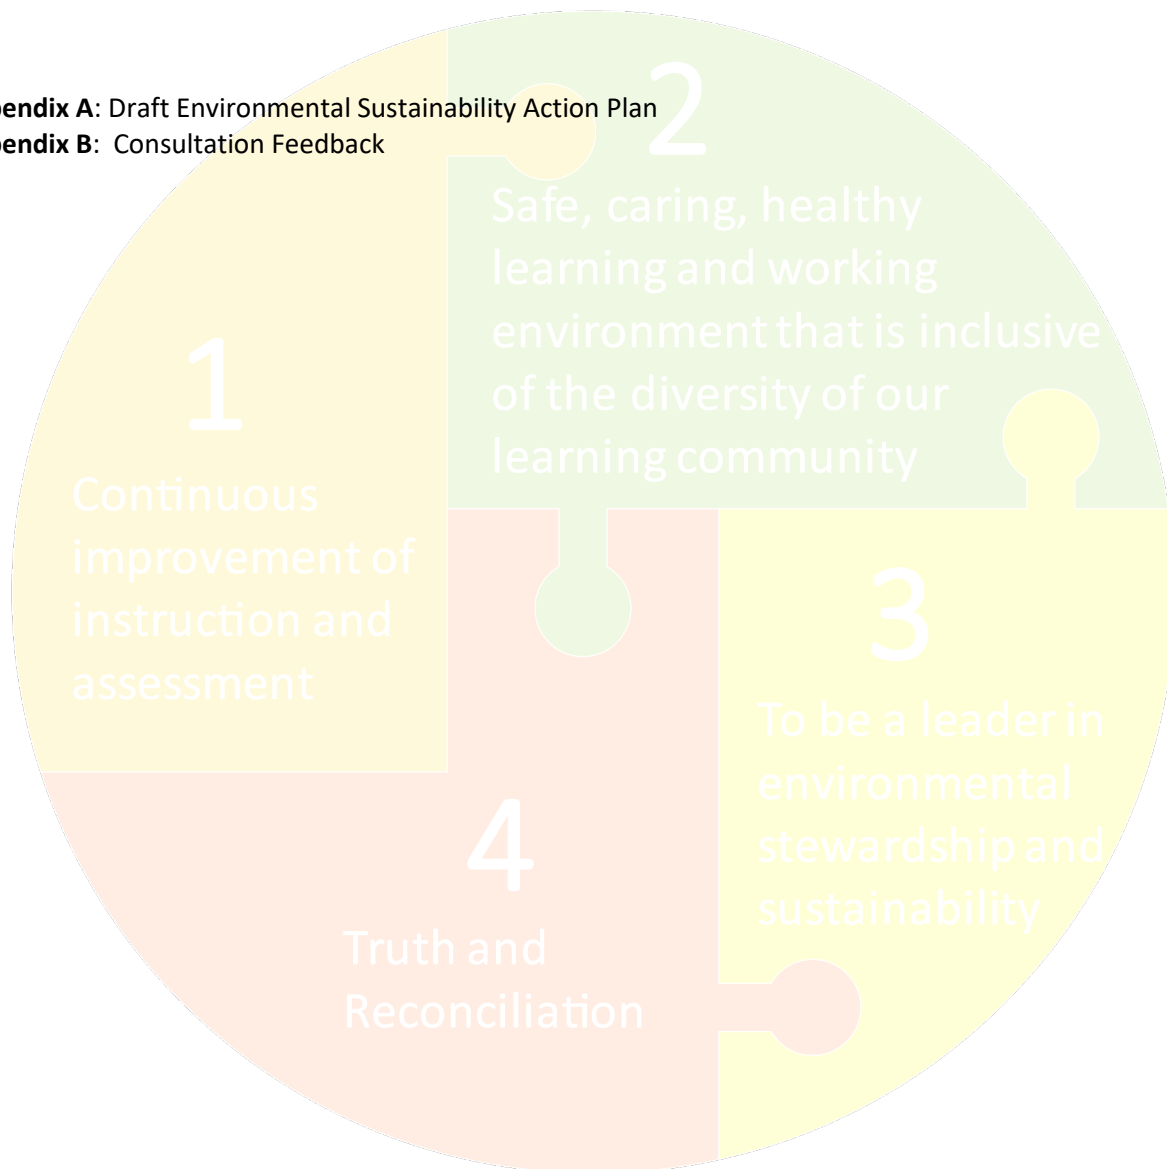 pendix A: Draft Environmental Sustainability Action Plan
pendix B: Consultation Feedback
1
Continuous
improvement of
instruction and
assessment
2
Safe, caring, healthy
learning and working
environment that is inclusive
of the diversity of our
learning community
3
To be a leader in
environmental
stewardship and
sustainability
4
Truth and
Reconciliation